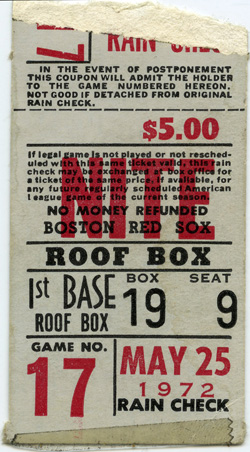 RAIN CHECK
IN THE EVENT OF POSTPONEMENT
THIS COUPON WILL ADMIT THE HOLDER
TO THE GAME NUMBERED HEREON.
NOT GOOD IF DETACHED FROM ORIGINAL
RAIN CHECK.
$5.00
If legal game is not played or not resched-
uled with this same ticket valid, this rain
check may be exchanged at box office for
a ticket of the same price, if available, for
any future regularly scheduled American
League game of the current season.
NITE
NO MONEY REFUNDED
BOSTON RED SOX
ROOF BOX
1st BASE
ROOF BOX
BOX
19
SEAT
9
GAME NO.
17
MAY 25
1972
RAIN CHECK